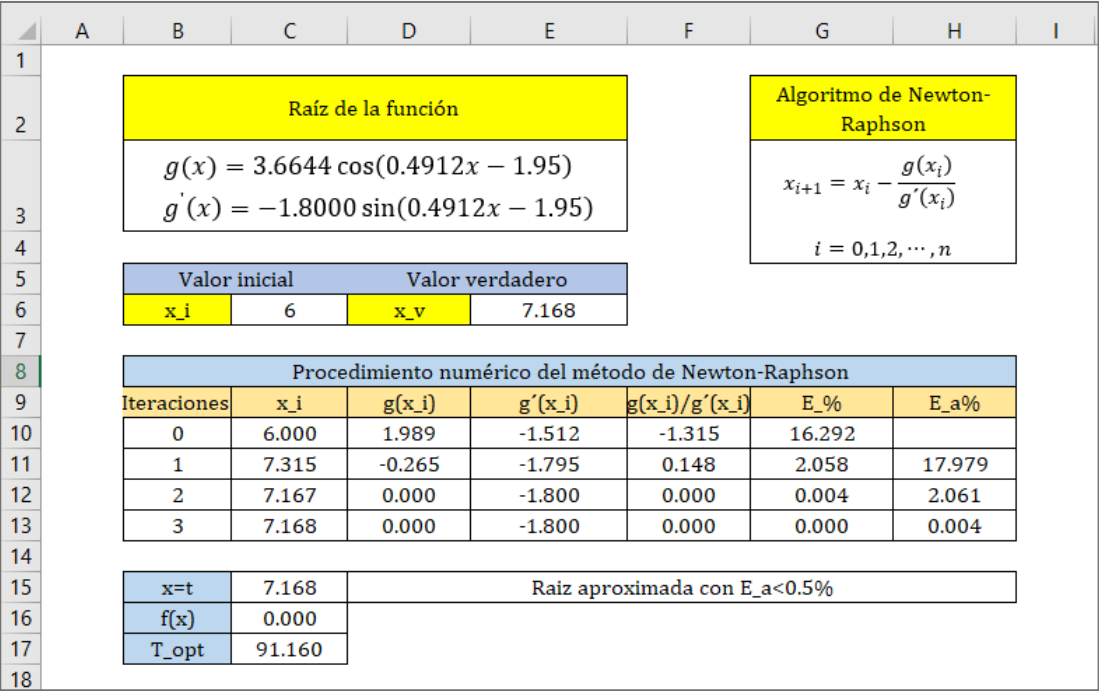 A B C D E F G H I
1
2 Raíz de la función Algoritmo de Newton-
Raphson
3 g(x) = 3.6644 cos(0.4912x − 1.95)
g'(x) = −1.8000 sin(0.4912x − 1.95)
x_{i+1} = x_i − g(x_i)/g´(x_i)
4 i = 0,1,2, ⋯ , n
5 Valor inicial Valor verdadero
6 x_i 6 x_v 7.168
7
8 Procedimiento numérico del método de Newton-Raphson
9 Iteraciones x_i g(x_i) g´(x_i) g(x_i)/g´(x_i) E_% E_a%
10 0 6.000 1.989 -1.512 -1.315 16.292
11 1 7.315 -0.265 -1.795 0.148 2.058 17.979
12 2 7.167 0.000 -1.800 0.000 0.004 2.061
13 3 7.168 0.000 -1.800 0.000 0.000 0.004
14
15 x=t 7.168 Raiz aproximada con E_a<0.5%
16 f(x) 0.000
17 T_opt 91.160
18